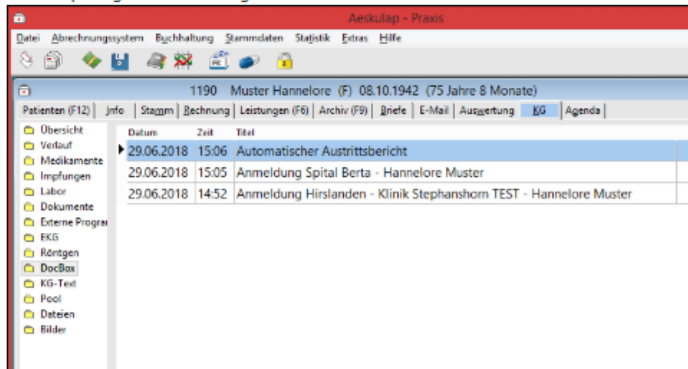 Aeskulap - Praxis
Datei Abrechnungssystem Buchhaltung Stammdaten Statistik Extras Hilfe
1190 Muster Hannelore (F) 08.10.1942 (75 Jahre 8 Monate)
Patienten (F12) Info Stamm Rechnung Leistungen (F6) Archiv (F9) Briefe E-Mail Auswertung KG Agenda
Übersicht
Verlauf
Medikamente
Impfungen
Labor
Dokumente
Externe Prograr
EKG
Röntgen
DocBox
KG-Text
Pool
Dateien
Bilder
Datum Zeit Titel
29.06.2018 15:06 Automatischer Austrittsbericht
29.06.2018 15:05 Anmeldung Spital Berta - Hannelore Muster
29.06.2018 14:52 Anmeldung Hirslanden - Klinik Stephanshorn TEST - Hannelore Muster